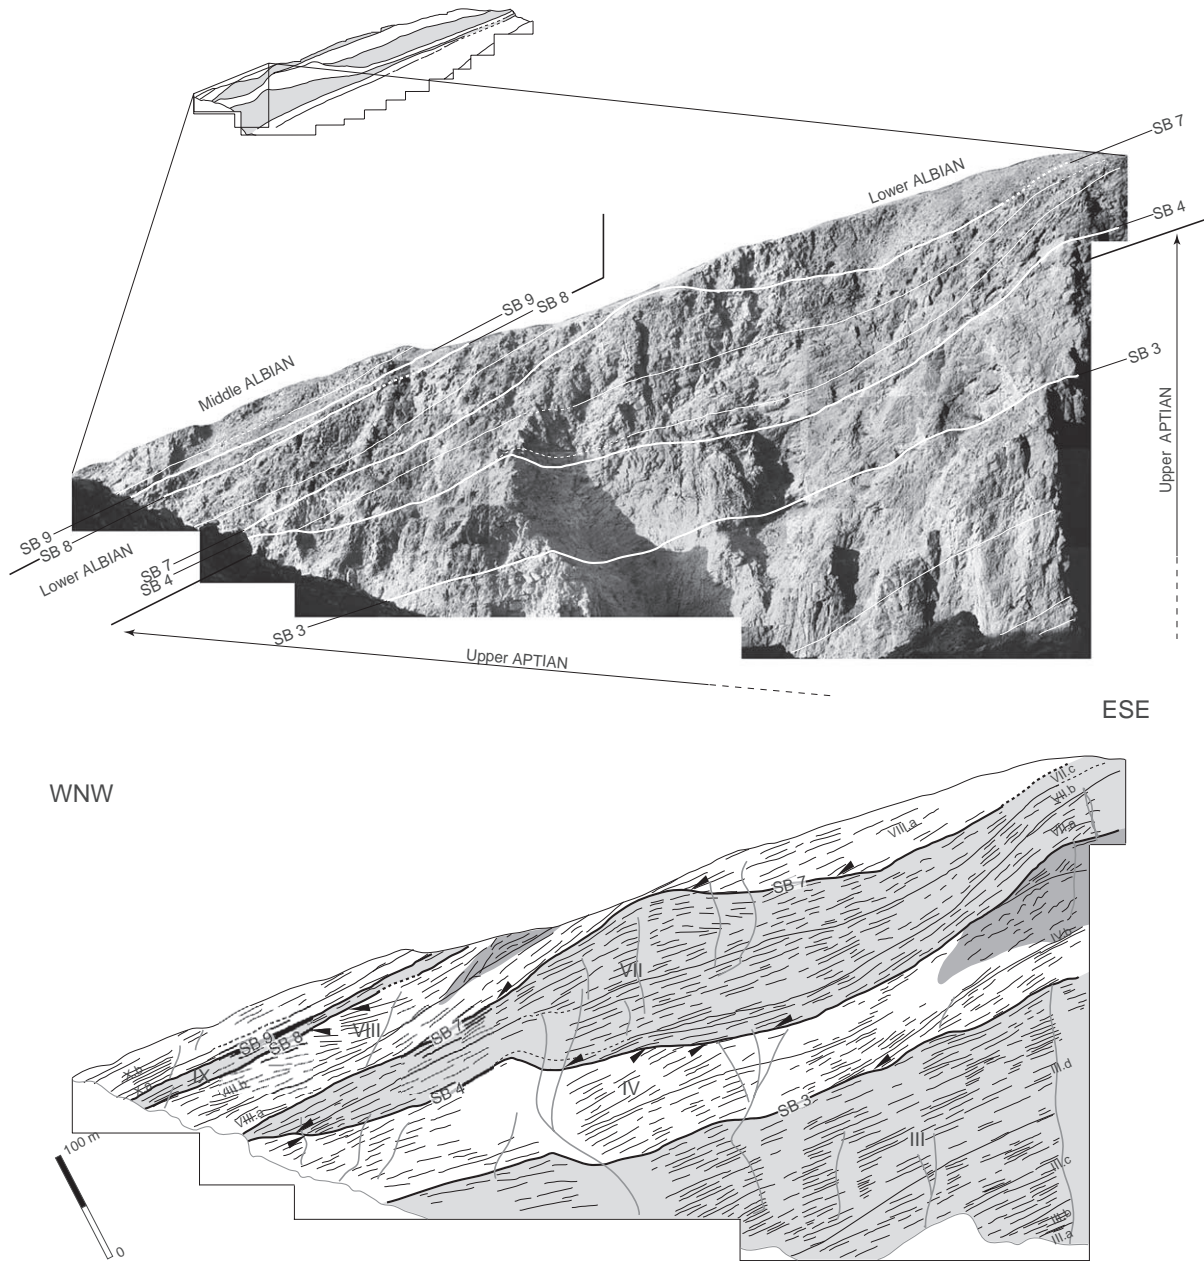 SB 7
Lower ALBIAN
SB 4
SB 9
SB 8
SB 3
Middle ALBIAN
Upper APTIAN
SB 9
SB 8
Lower ALBIAN
SB 7
SB 4
SB 3
Upper APTIAN
ESE
WNW
VII.c
VII.b
VII.a
VIII.a
SB 7
IV.b
VII
VIII
SB 7
SB 9
SB 8
IX
X.b
X.a
VIII.b
VIII.a
SB 4
IV
SB 3
III
III.d
III.c
III.b
III.a
100 m
0